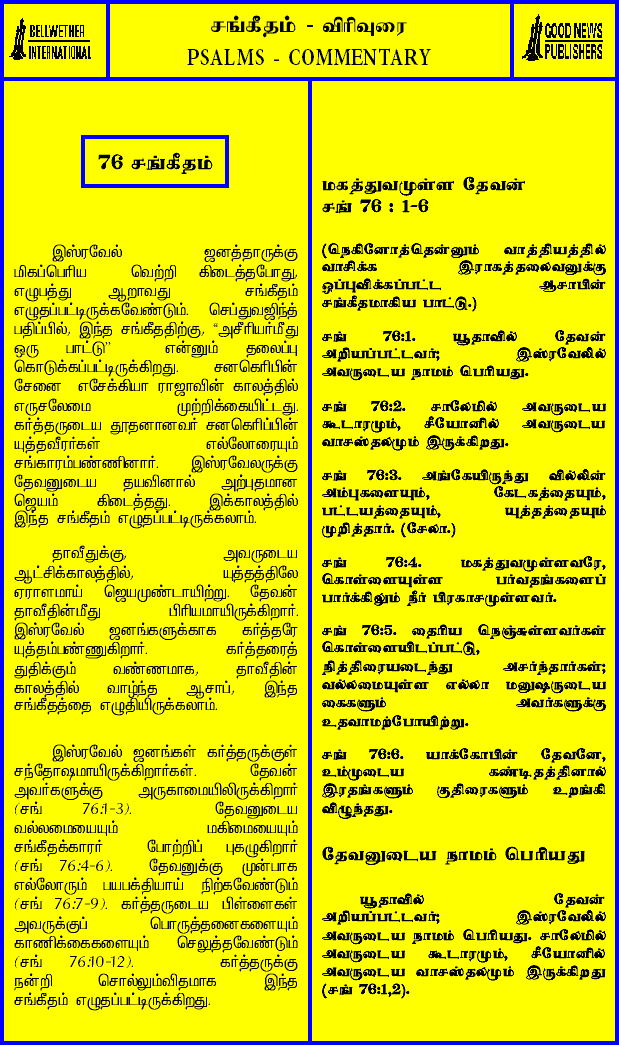 BELLWETHER
INTERNATIONAL
சங்கீதம் - விரிவுரை
PSALMS - COMMENTARY
GOOD NEWS
PUBLISHERS
76 சங்கீதம்
இஸ்ரவேல் ஜனத்தாருக்கு
மிகப்பெரிய வெற்றி கிடைத்தபோது,
எழுபத்து ஆறாவது சங்கீதம்
எழுதப்பட்டிருக்கவேண்டும். செப்துவஜிந்த்
பதிப்பில், இந்த சங்கீததிற்கு, “அசீரியர்மீது
ஒரு பாட்டு” என்னும் தலைப்பு
கொடுக்கப்பட்டிருக்கிறது. சனகெரிபின்
சேனை எசேக்கியா ராஜாவின் காலத்தில்
எருசலேமை முற்றிக்கையிட்டது.
கர்த்தருடைய தூதனானவர் சனகெரிப்பின்
யுத்தவீரர்கள் எல்லோரையும்
சங்காரம்பண்ணினார். இஸ்ரவேலருக்கு
தேவனுடைய தயவினால் அற்புதமான
ஜெயம் கிடைத்தது. இக்காலத்தில்
இந்த சங்கீதம் எழுதப்பட்டிருக்கலாம்.
தாவீதுக்கு, அவருடைய
ஆட்சிக்காலத்தில், யுத்தத்திலே
ஏராளமாய் ஜெயமுண்டாயிற்று. தேவன்
தாவீதின்மீது பிரியமாயிருக்கிறார்.
இஸ்ரவேல் ஜனங்களுக்காக கர்த்தரே
யுத்தம்பண்ணுகிறார். கர்த்தரைத்
துதிக்கும் வண்ணமாக, தாவீதின்
காலத்தில் வாழ்ந்த ஆசாப், இந்த
சங்கீதத்தை எழுதியிருக்கலாம்.
இஸ்ரவேல் ஜனங்கள் கர்த்தருக்குள்
சந்தோஷமாயிருக்கிறார்கள். தேவன்
அவர்களுக்கு அருகாமையிலிருக்கிறார்
(சங் 76:1-3). தேவனுடைய
வல்லமையையும் மகிமையையும்
சங்கீதக்காரர் போற்றிப் புகழுகிறார்
(சங் 76:4-6). தேவனுக்கு முன்பாக
எல்லோரும் பயபக்தியாய் நிற்கவேண்டும்
(சங் 76:7-9). கர்த்தருடைய பிள்ளைகள்
அவருக்குப் பொருத்தனைகளையும்
காணிக்கைகளையும் செலுத்தவேண்டும்
(சங் 76:10-12). கர்த்தருக்கு
நன்றி சொல்லும்விதமாக இந்த
சங்கீதம் எழுதப்பட்டிருக்கிறது.
மகத்துவமுள்ள தேவன்
சங் 76 : 1-6
(நெகினோத்தென்னும் வாத்தியத்தில்
வாசிக்க இராகத்தலைவனுக்கு
ஒப்புவிக்கப்பட்ட ஆசாபின்
சங்கீதமாகிய பாட்டு.)
சங் 76:1. யூதாவில் தேவன்
அறியப்பட்டவர்; இஸ்ரவேலில்
அவருடைய நாமம் பெரியது.
சங் 76:2. சாலேமில் அவருடைய
கூடாரமும், சீயோனில் அவருடைய
வாசஸ்தலமும் இருக்கிறது.
சங் 76:3. அங்கேயிருந்து வில்லின்
அம்புகளையும், கேடகத்தையும்,
பட்டயத்தையும், யுத்தத்தையும்
முறித்தார். (சேலா.)
சங் 76:4. மகத்துவமுள்ளவரே,
கொள்ளையுள்ள பர்வதங்களைப்
பார்க்கிலும் நீர் பிரகாசமுள்ளவர்.
சங் 76:5. தைரிய நெஞ்சுள்ளவர்கள்
கொள்ளையிடப்பட்டு,
நித்திரையடைந்து அசர்ந்தார்கள்;
வல்லமையுள்ள எல்லா மனுஷருடைய
கைகளும் அவர்களுக்கு
உதவாமற்போயிற்று.
சங் 76:6. யாக்கோபின் தேவனே,
உம்முடைய கண்டிதத்தினால்
இரதங்களும் குதிரைகளும் உறங்கி
விழுந்தது.
தேவனுடைய நாமம் பெரியது
யூதாவில் தேவன்
அறியப்பட்டவர்; இஸ்ரவேலில்
அவருடைய நாமம் பெரியது. சாலேமில்
அவருடைய கூடாரமும், சீயோனில்
அவருடைய வாசஸ்தலமும் இருக்கிறது
(சங் 76:1,2).